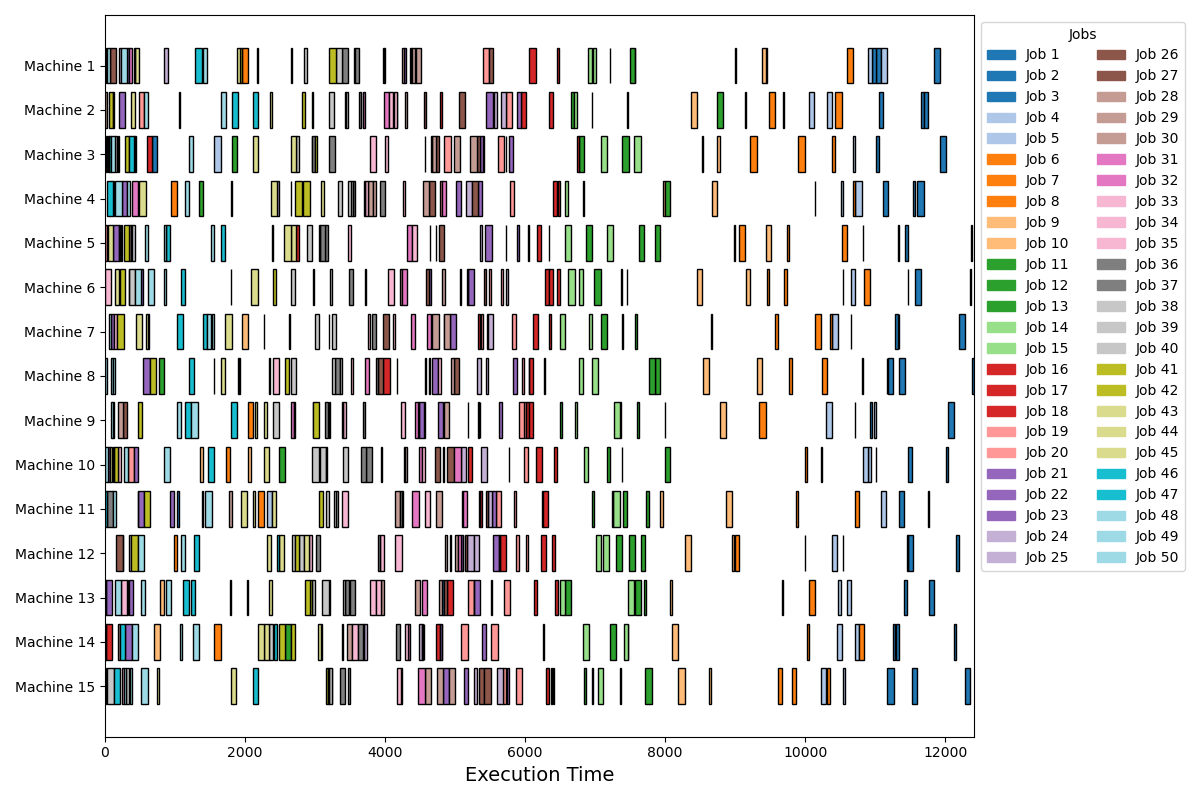 Machine 1
Machine 2
Machine 3
Machine 4
Machine 5
Machine 6
Machine 7
Machine 8
Machine 9
Machine 10
Machine 11
Machine 12
Machine 13
Machine 14
Machine 15
0 2000 4000 6000 8000 10000 12000
Execution Time
Jobs
Job 1 Job 26
Job 2 Job 27
Job 3 Job 28
Job 4 Job 29
Job 5 Job 30
Job 6 Job 31
Job 7 Job 32
Job 8 Job 33
Job 9 Job 34
Job 10 Job 35
Job 11 Job 36
Job 12 Job 37
Job 13 Job 38
Job 14 Job 39
Job 15 Job 40
Job 16 Job 41
Job 17 Job 42
Job 18 Job 43
Job 19 Job 44
Job 20 Job 45
Job 21 Job 46
Job 22 Job 47
Job 23 Job 48
Job 24 Job 49
Job 25 Job 50